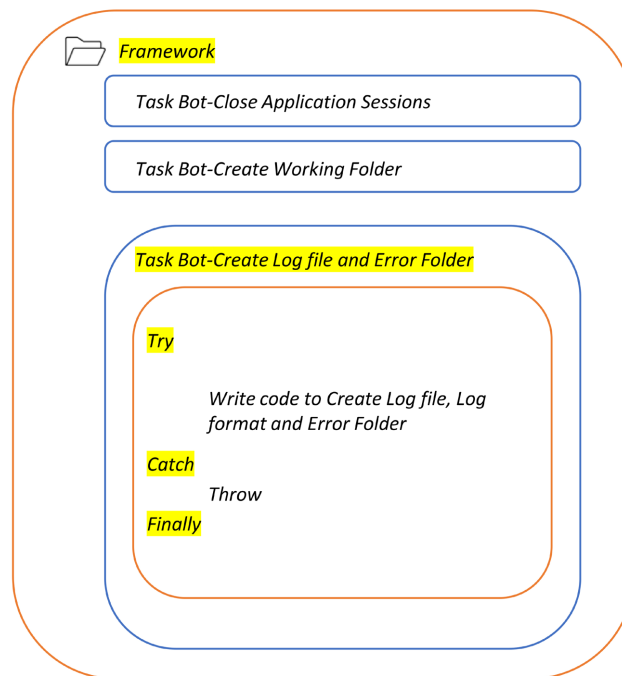 Framework
Task Bot-Close Application Sessions
Task Bot-Create Working Folder
Task Bot-Create Log file and Error Folder
Try
Write code to Create Log file, Log
format and Error Folder
Catch
Throw
Finally